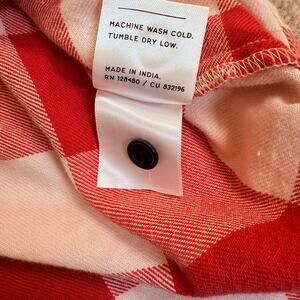 MACHINE WASH COLD.
TUMBLE DRY LOW.
MADE IN INDIA.
RN 128480 / CU 832196